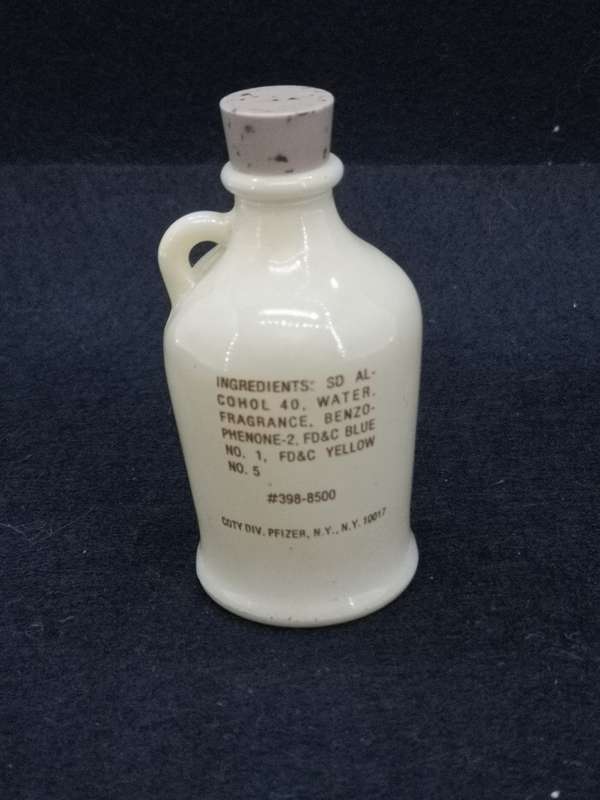 INGREDIENTS: SD AL-
COHOL 40, WATER,
FRAGRANCE, BENZO-
PHENONE-2, FD&C BLUE
NO. 1, FD&C YELLOW
NO. 5
#398-8500
COTY DIV. PFIZER, N.Y., N.Y. 10017